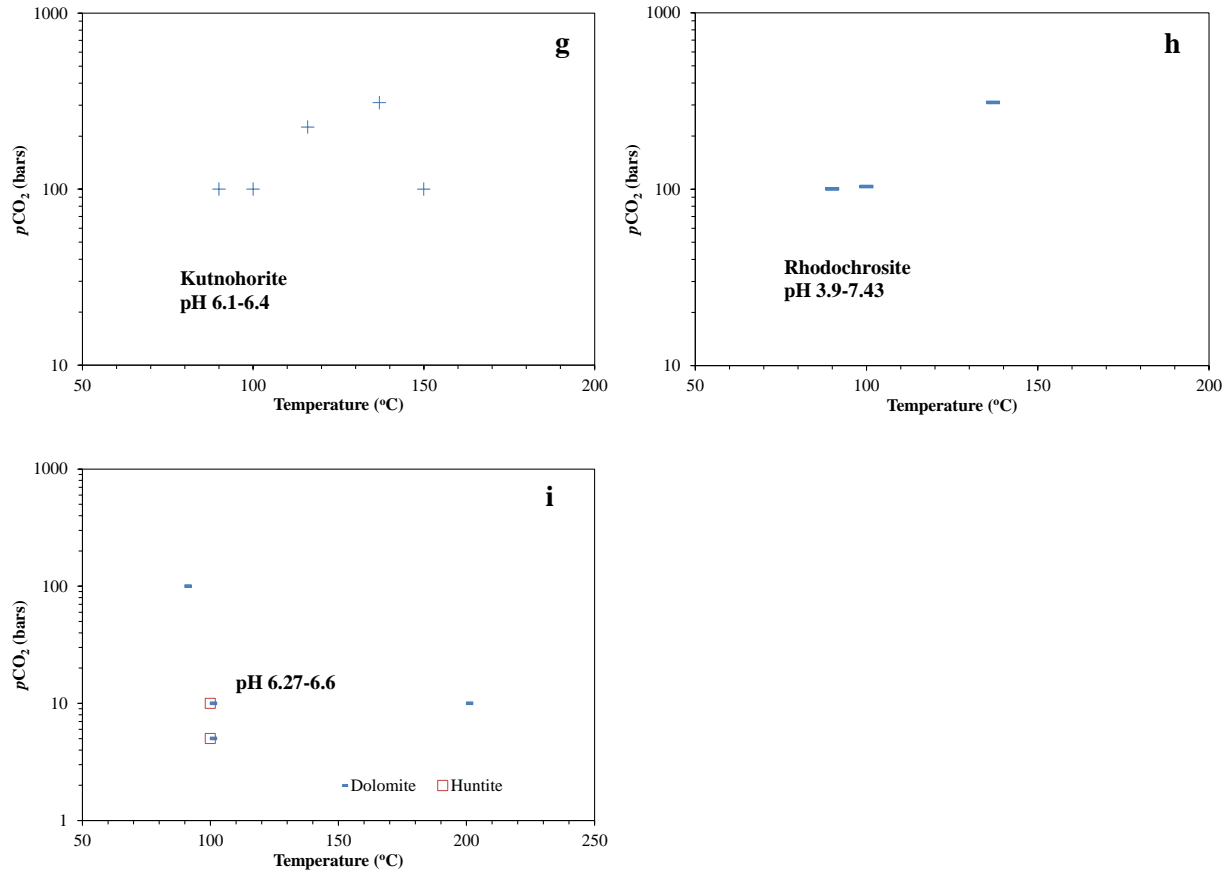 1000
g
100
10
pCO2 (bars)
Kutnohorite
pH 6.1-6.4
50 100 150 200
Temperature (oC)
1000
h
100
10
pCO2 (bars)
Rhodochrosite
pH 3.9-7.43
50 100 150 200
Temperature (oC)
1000
i
100
10
1
pCO2 (bars)
pH 6.27-6.6
Dolomite Huntite
50 100 150 200 250
Temperature (oC)